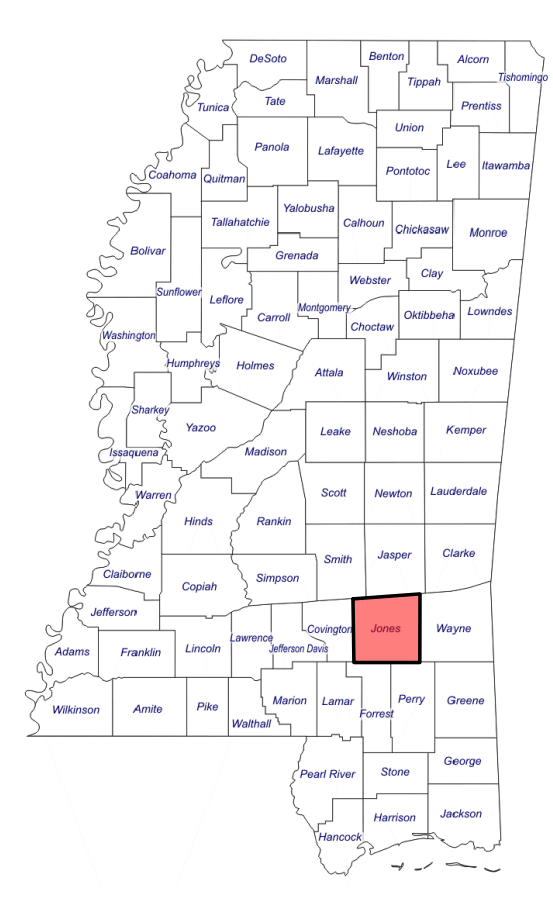 DeSoto
Benton
Alcorn
Marshall
Tippah
Tishomingo
Tunica
Tate
Prentiss
Union
Panola
Lafayette
Coahoma
Quitman
Pontotoc
Lee
Itawamba
Tallahatchie
Yalobusha
Calhoun
Chickasaw
Monroe
Bolivar
Grenada
Sunflower
Leflore
Webster
Clay
Carroll
Montgomery
Choctaw
Oktibbeha
Lowndes
Washington
Humphreys
Holmes
Attala
Winston
Noxubee
Sharkey
Yazoo
Leake
Neshoba
Kemper
Issaquena
Madison
Warren
Scott
Newton
Lauderdale
Hinds
Rankin
Smith
Jasper
Clarke
Claiborne
Copiah
Simpson
Jefferson
Covington
Jones
Wayne
Adams
Franklin
Lincoln
Lawrence
Jefferson Davis
Wilkinson
Amite
Pike
Walthall
Marion
Lamar
Forrest
Perry
Greene
Pearl River
Stone
George
Hancock
Harrison
Jackson